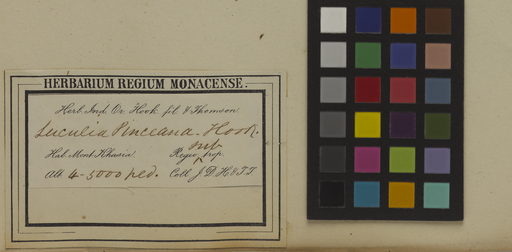 HERBARIUM REGIUM MONACENSE.
Herb. Ind. Or. Hook. fil. & Thomson
Luculia Pinceana. Hook.
sub
Hab. Mont. Khasia Regio trop.
Alt 4-5000 ped. Coll. J. D. H. & T. T.